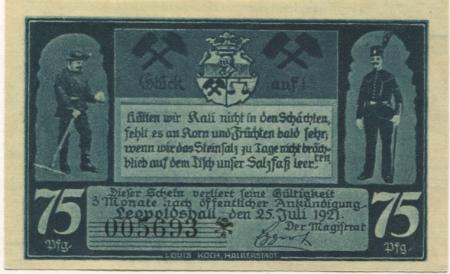 Glück auf!
Hätten wir Kali nicht in den Schächten,
fehlt es an Korn und Früchten bald sehr,
wenn wir das Steinsalz zu Tage nicht bräch-
ten
blieb auf dem Tisch unser Salzfaß leer
75
Pfg.
75
Pfg.
Dieser Schein verliert seine Gültigkeit
3 Monate nach öffentlicher Ankündigung
Leopoldshall, den 25. Juli 1921
005693
Der Magistrat
LOUIS KOCH, HALBERSTADT